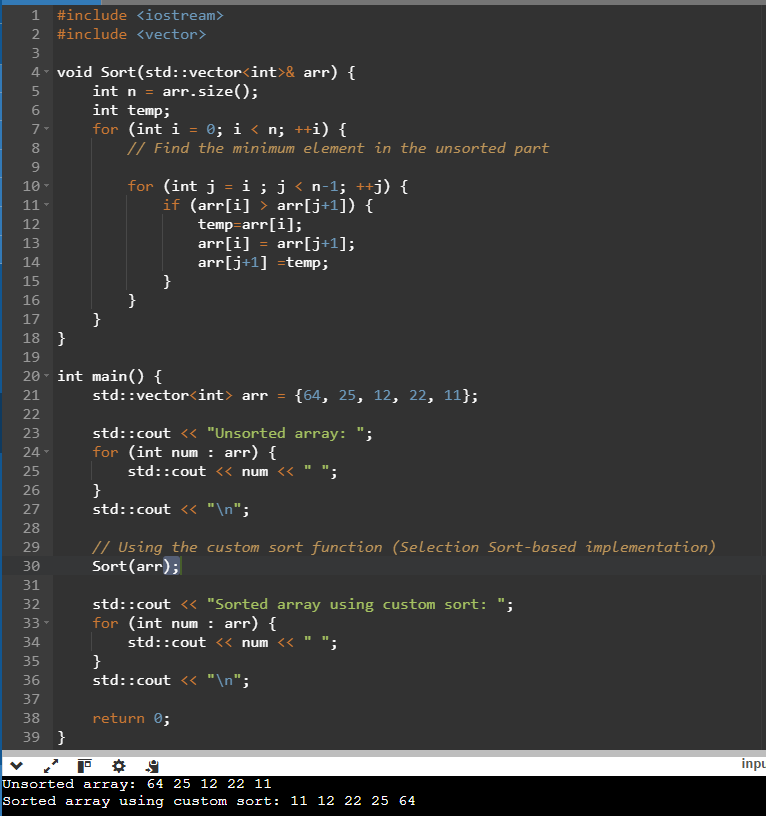 1 #include <iostream>
2 #include <vector>
3
4 void Sort(std::vector<int>& arr) {
5     int n = arr.size();
6     int temp;
7     for (int i = 0; i < n; ++i) {
8         // Find the minimum element in the unsorted part
9
10         for (int j = i ; j < n-1; ++j) {
11             if (arr[i] > arr[j+1]) {
12                 temp=arr[i];
13                 arr[i] = arr[j+1];
14                 arr[j+1] =temp;
15             }
16         }
17     }
18 }
19
20 int main() {
21     std::vector<int> arr = {64, 25, 12, 22, 11};
22
23     std::cout << "Unsorted array: ";
24     for (int num : arr) {
25         std::cout << num << " ";
26     }
27     std::cout << "\n";
28
29     // Using the custom sort function (Selection Sort-based implementation)
30     Sort(arr);
31
32     std::cout << "Sorted array using custom sort: ";
33     for (int num : arr) {
34         std::cout << num << " ";
35     }
36     std::cout << "\n";
37
38     return 0;
39 }
inpu
Unsorted array: 64 25 12 22 11
Sorted array using custom sort: 11 12 22 25 64